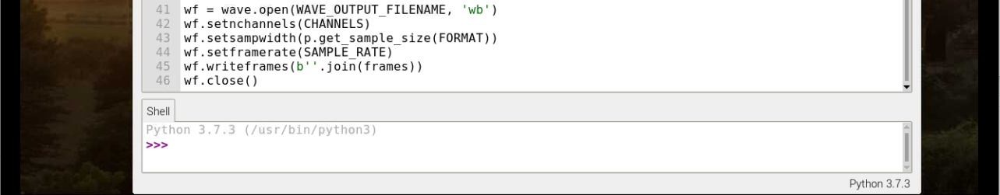 41 wf = wave.open(WAVE_OUTPUT_FILENAME, 'wb')
42 wf.setnchannels(CHANNELS)
43 wf.setsampwidth(p.get_sample_size(FORMAT))
44 wf.setframerate(SAMPLE_RATE)
45 wf.writeframes(b''.join(frames))
46 wf.close()
Shell
Python 3.7.3 (/usr/bin/python3)
>>>
Python 3.7.3